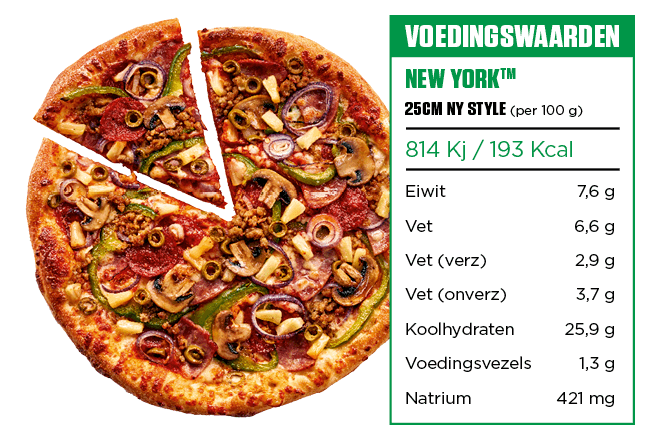 VOEDINGSWAARDEN
NEW YORK™
25CM NY STYLE (per 100 g)
814 Kj / 193 Kcal
Eiwit 7,6 g
Vet 6,6 g
Vet (verz) 2,9 g
Vet (onverz) 3,7 g
Koolhydraten 25,9 g
Voedingsvezels 1,3 g
Natrium 421 mg